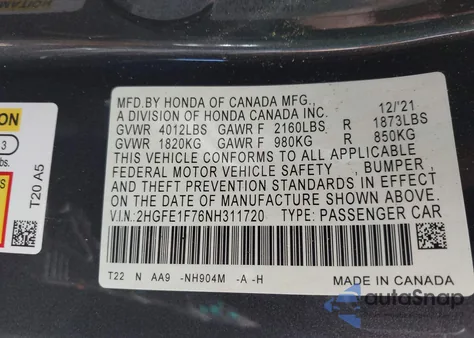 MFD.BY HONDA OF CANADA MFG., 12/'21
A DIVISION OF HONDA CANADA INC.
GVWR 4012LBS GAWR F 2160LBS R 1873LBS
GVWR 1820KG GAWR F 980KG R 850KG
THIS VEHICLE CONFORMS TO ALL APPLICABLE
FEDERAL MOTOR VEHICLE SAFETY , BUMPER ,
AND THEFT PREVENTION STANDARDS IN EFFECT
ON THE DATE OF MANUFACTURE SHOWN ABOVE.
V.I.N: 2HGFE1F76NH311720 TYPE: PASSENGER CAR
T22 N AA9 -NH904M -A -H MADE IN CANADA
ION
3
bs.
T20 A5
autoSnap